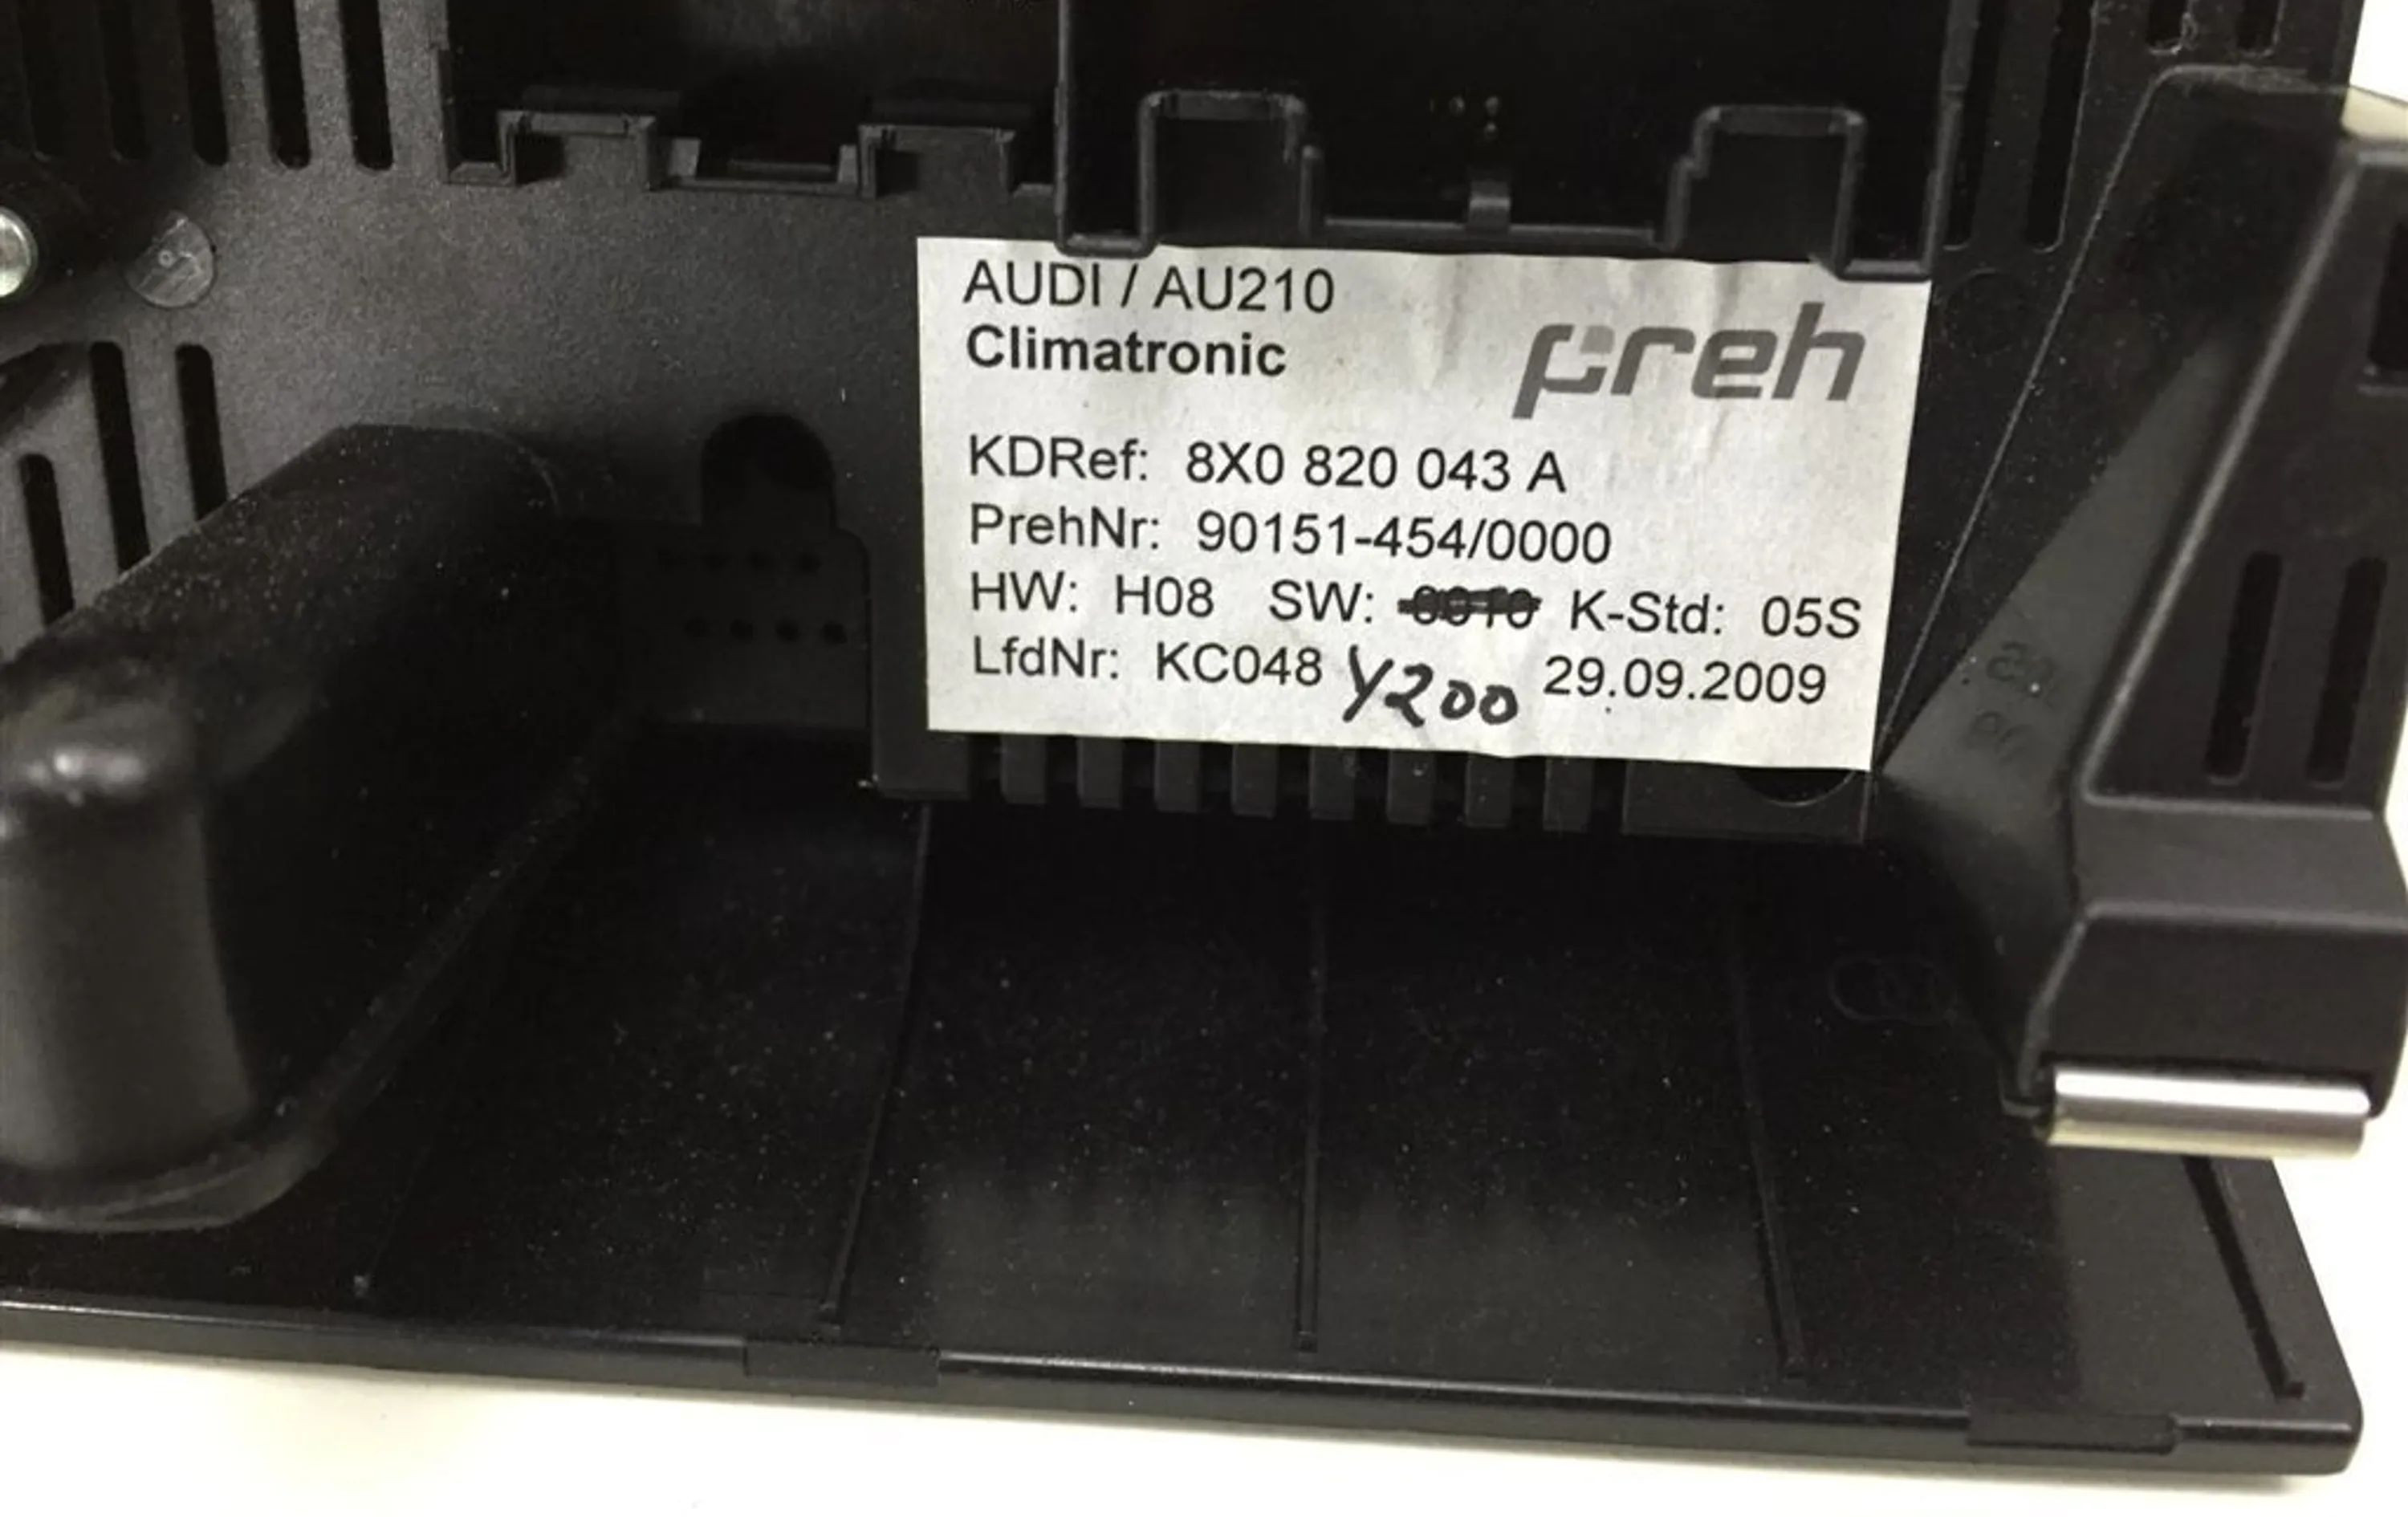 AUDI / AU210
Climatronic
preh
KDRef: 8X0 820 043 A
PrehNr: 90151-454/0000
HW: H08 SW: K-Std: 05S
LfdNr: KC048 Y200 29.09.2009